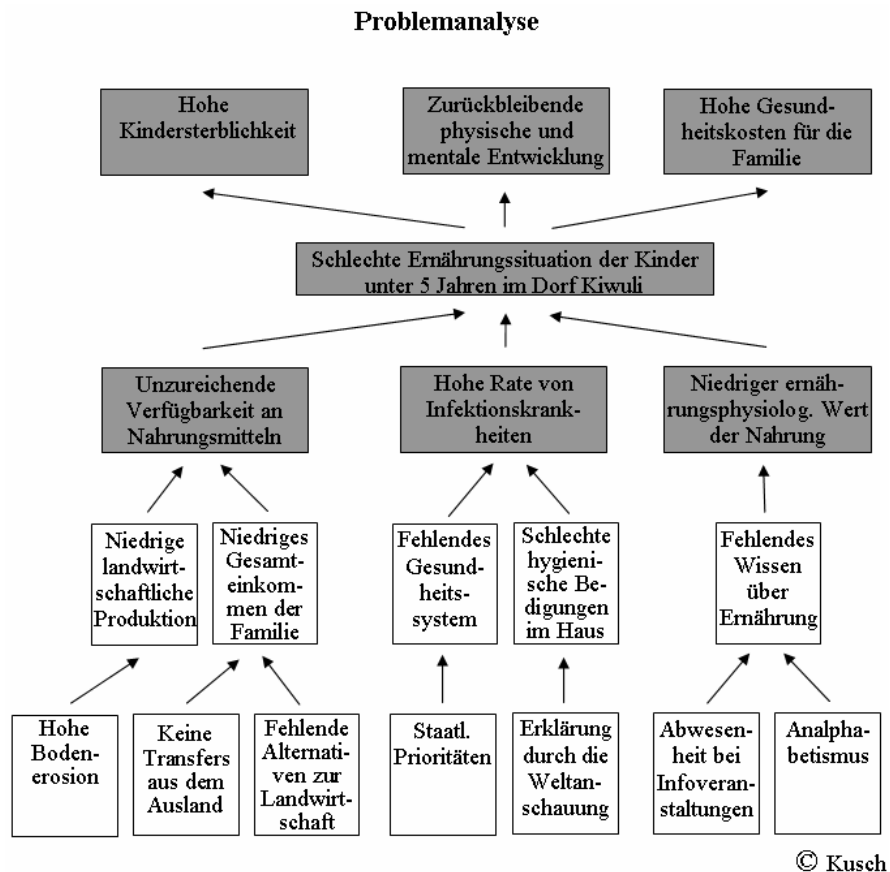 Problemanalyse
Hohe
Kindersterblichkeit
Zurückbleibende
physische und
mentale Entwicklung
Hohe Gesund-
heitskosten für die
Familie
Schlechte Ernährungssituation der Kinder
unter 5 Jahren im Dorf Kiwuli
Unzureichende
Verfügbarkeit an
Nahrungsmitteln
Hohe Rate von
Infektionskrank-
heiten
Niedriger ernäh-
rungsphysiolog. Wert
der Nahrung
Niedrige
landwirt-
schaftliche
Produktion
Niedriges
Gesamt-
einkom-
men der
Familie
Fehlendes
Gesund-
heits-
system
Schlechte
hygieni-
sche Be-
digungen
im Haus
Fehlendes
Wissen
über
Ernährung
Hohe
Boden-
erosion
Keine
Transfers
aus dem
Ausland
Fehlende
Alternati-
ven zur
Landwirt-
schaft
Staatl.
Prioritäten
Erklärung
durch die
Weltan-
schauung
Abwesen-
heit bei
Infoveran-
staltungen
Analpha-
betismus
© Kusch